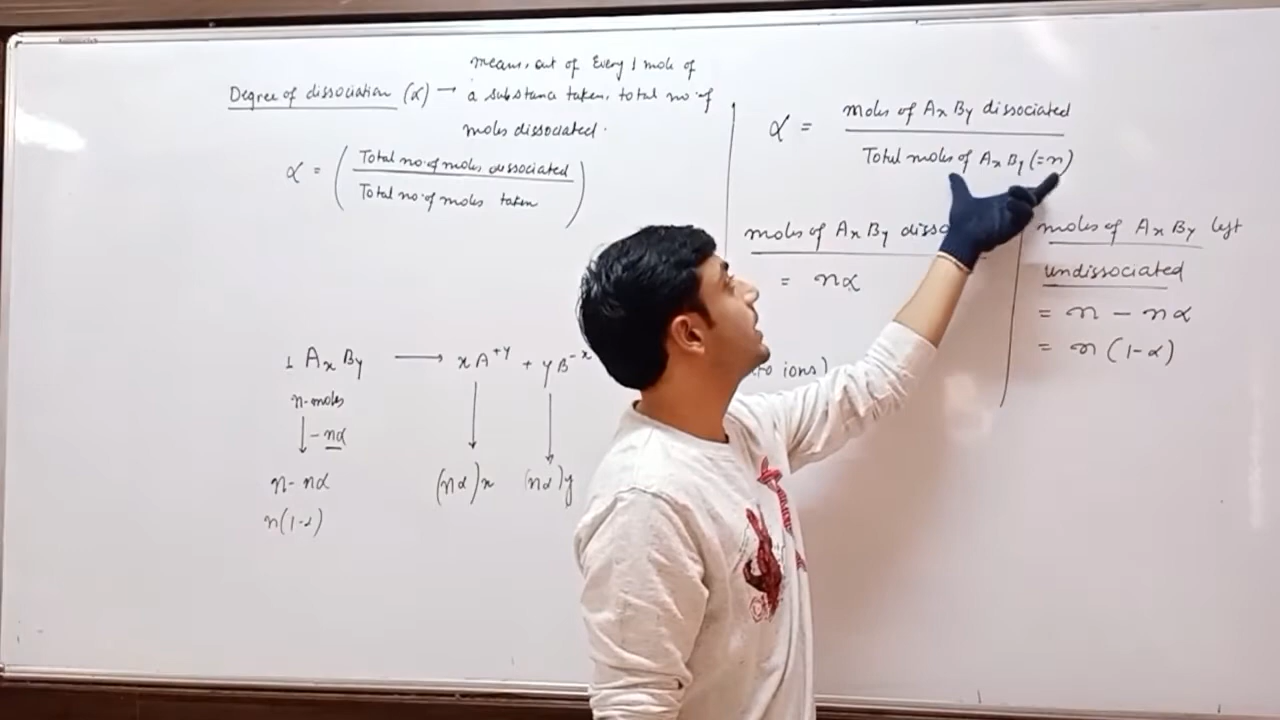 means, out of Every 1 mole of
Degree of dissociation (α) → a substance taken, total no. of
moles dissociated.
α = ( Total no. of moles dissociated / Total no. of moles taken )
1 AxBy → xA⁺ʸ + yB⁻ˣ
n-moles
↓ - nα
n - nα (nα)x (nα)y
n(1-α)
α = moles of AxBy dissociated
Total moles of AxBy (=n)
moles of AxBy disso
= nα
to ions)
moles of AxBy left
undissociated
= n - nα
= n (1-α)